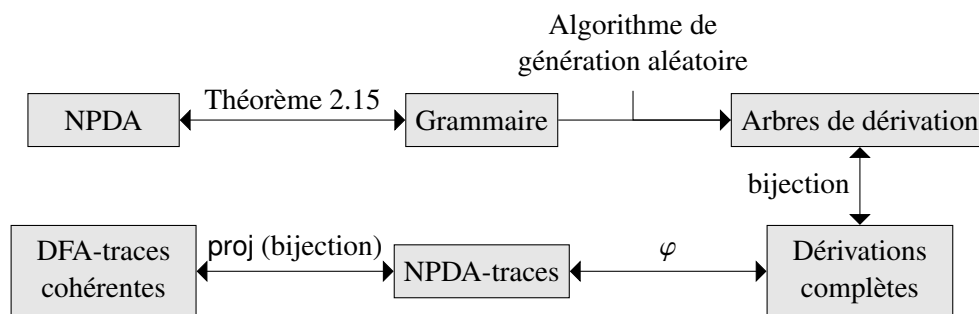 Algorithme de
génération aléatoire
NPDA
Théorème 2.15
Grammaire
Arbres de dérivation
bijection
DFA-traces
cohérentes
proj (bijection)
NPDA-traces
φ
Dérivations
complètes